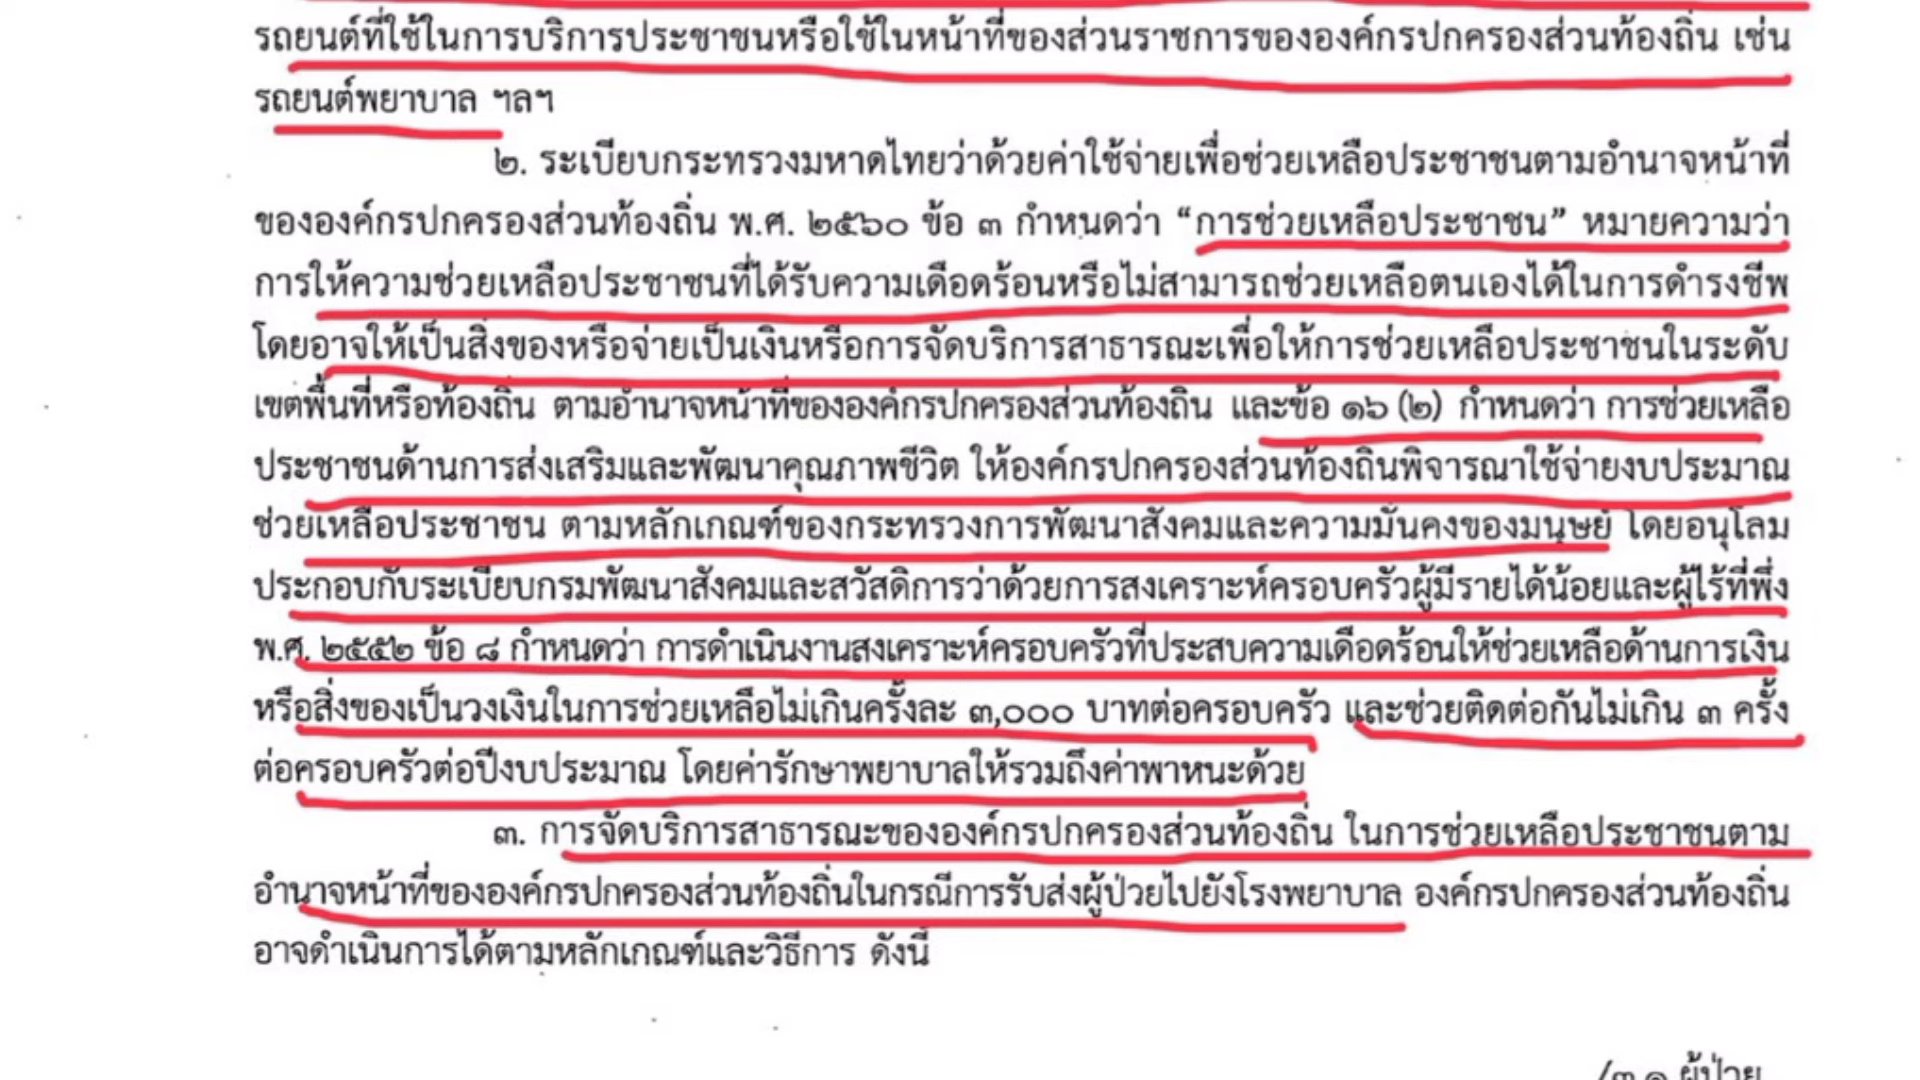 รถยนต์ที่ใช้ในการบริการประชาชนหรือใช้ในหน้าที่ของส่วนราชการขององค์กรปกครองส่วนท้องถิ่น เช่น
รถยนต์พยาบาล ฯลฯ
๒. ระเบียบกระทรวงมหาดไทยว่าด้วยค่าใช้จ่ายเพื่อช่วยเหลือประชาชนตามอำนาจหน้าที่
ขององค์กรปกครองส่วนท้องถิ่น พ.ศ. ๒๕๖๐ ข้อ ๓ กำหนดว่า “การช่วยเหลือประชาชน” หมายความว่า
การให้ความช่วยเหลือประชาชนที่ได้รับความเดือดร้อนหรือไม่สามารถช่วยเหลือตนเองได้ในการดำรงชีพ
โดยอาจให้เป็นสิ่งของหรือจ่ายเป็นเงินหรือการจัดบริการสาธารณะเพื่อให้การช่วยเหลือประชาชนในระดับ
เขตพื้นที่หรือท้องถิ่น ตามอำนาจหน้าที่ขององค์กรปกครองส่วนท้องถิ่น และข้อ ๑๖ (๒) กำหนดว่า การช่วยเหลือ
ประชาชนด้านการส่งเสริมและพัฒนาคุณภาพชีวิต ให้องค์กรปกครองส่วนท้องถิ่นพิจารณาใช้จ่ายงบประมาณ
ช่วยเหลือประชาชน ตามหลักเกณฑ์ของกระทรวงการพัฒนาสังคมและความมั่นคงของมนุษย์ โดยอนุโลม
ประกอบกับระเบียบกรมพัฒนาสังคมและสวัสดิการว่าด้วยการสงเคราะห์ครอบครัวผู้มีรายได้น้อยและผู้ไร้ที่พึ่ง
พ.ศ. ๒๕๕๒ ข้อ ๘ กำหนดว่า การดำเนินงานสงเคราะห์ครอบครัวที่ประสบความเดือดร้อนให้ช่วยเหลือด้านการเงิน
หรือสิ่งของเป็นวงเงินในการช่วยเหลือไม่เกินครั้งละ ๓,๐๐๐ บาทต่อครอบครัว และช่วยติดต่อกันไม่เกิน ๓ ครั้ง
ต่อครอบครัวต่อปีงบประมาณ โดยค่ารักษาพยาบาลให้รวมถึงค่าพาหนะด้วย
๓. การจัดบริการสาธารณะขององค์กรปกครองส่วนท้องถิ่น ในการช่วยเหลือประชาชนตาม
อำนาจหน้าที่ขององค์กรปกครองส่วนท้องถิ่นในกรณีการรับส่งผู้ป่วยไปยังโรงพยาบาล องค์กรปกครองส่วนท้องถิ่น
อาจดำเนินการได้ตามหลักเกณฑ์และวิธีการ ดังนี้
/๓.๑ ผู้ป่วย...